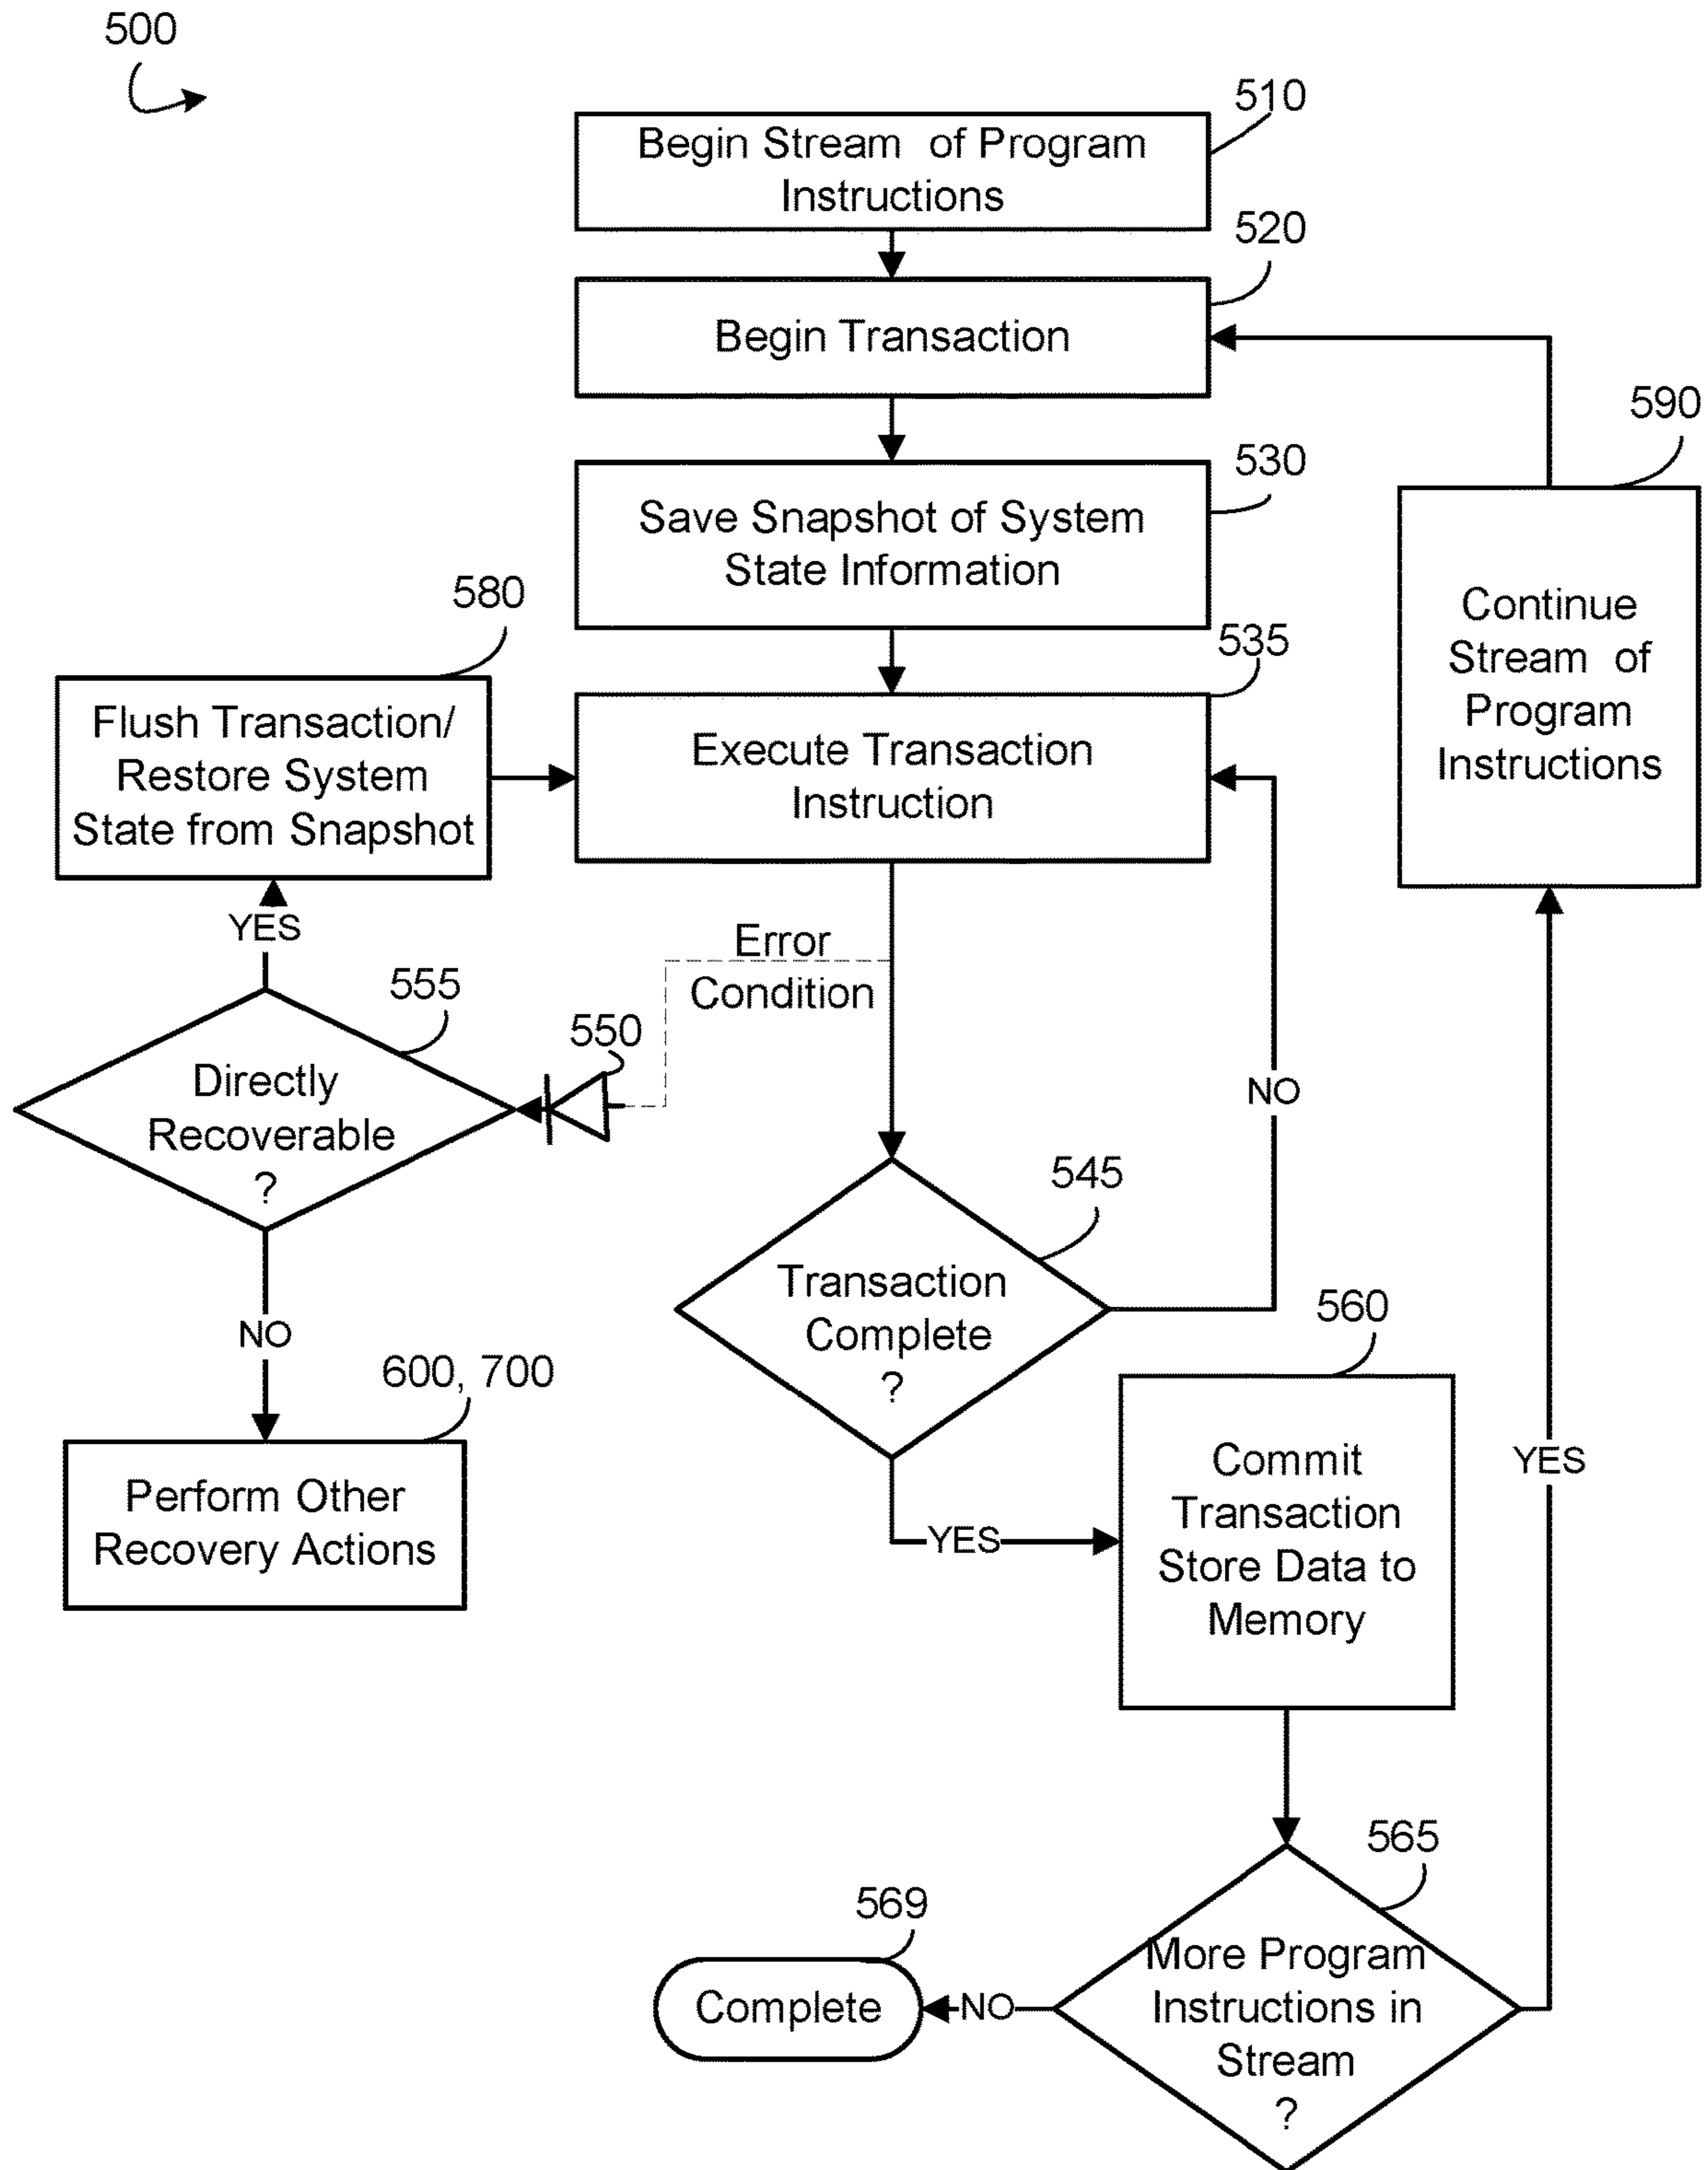 500
510
Begin Stream of Program
Instructions
520
Begin Transaction
590
530
Save Snapshot of System
State Information
Continue
Stream of
Program
Instructions
580
535
Flush Transaction/
Restore System
State from Snapshot
Execute Transaction
Instruction
YES
Error
Condition
555
550
Directly
Recoverable
?
NO
545
Transaction
Complete
?
NO
560
600, 700
Perform Other
Recovery Actions
YES
Commit
Transaction
Store Data to
Memory
YES
565
569
Complete
NO
More Program
Instructions in
Stream
?